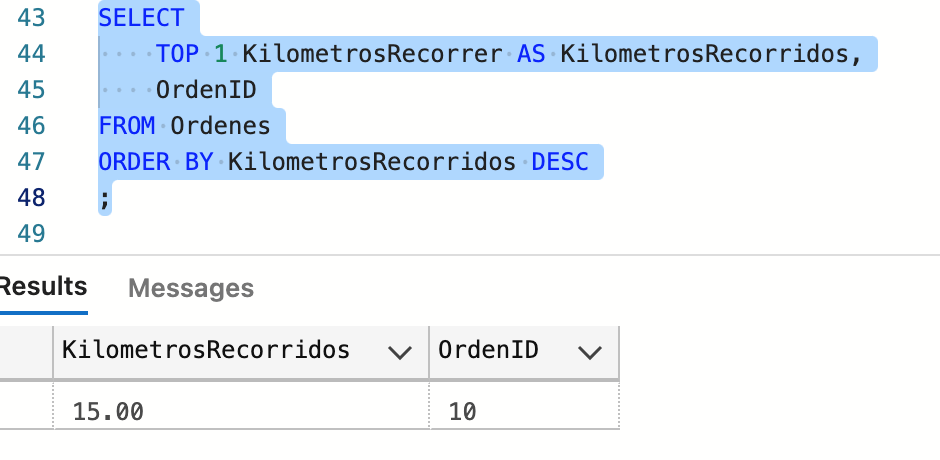 43 SELECT
44 TOP 1 KilometrosRecorrer AS KilometrosRecorridos,
45 OrdenID
46 FROM Ordenes
47 ORDER BY KilometrosRecorridos DESC
48 ;
49
Results Messages
KilometrosRecorridos OrdenID
15.00 10